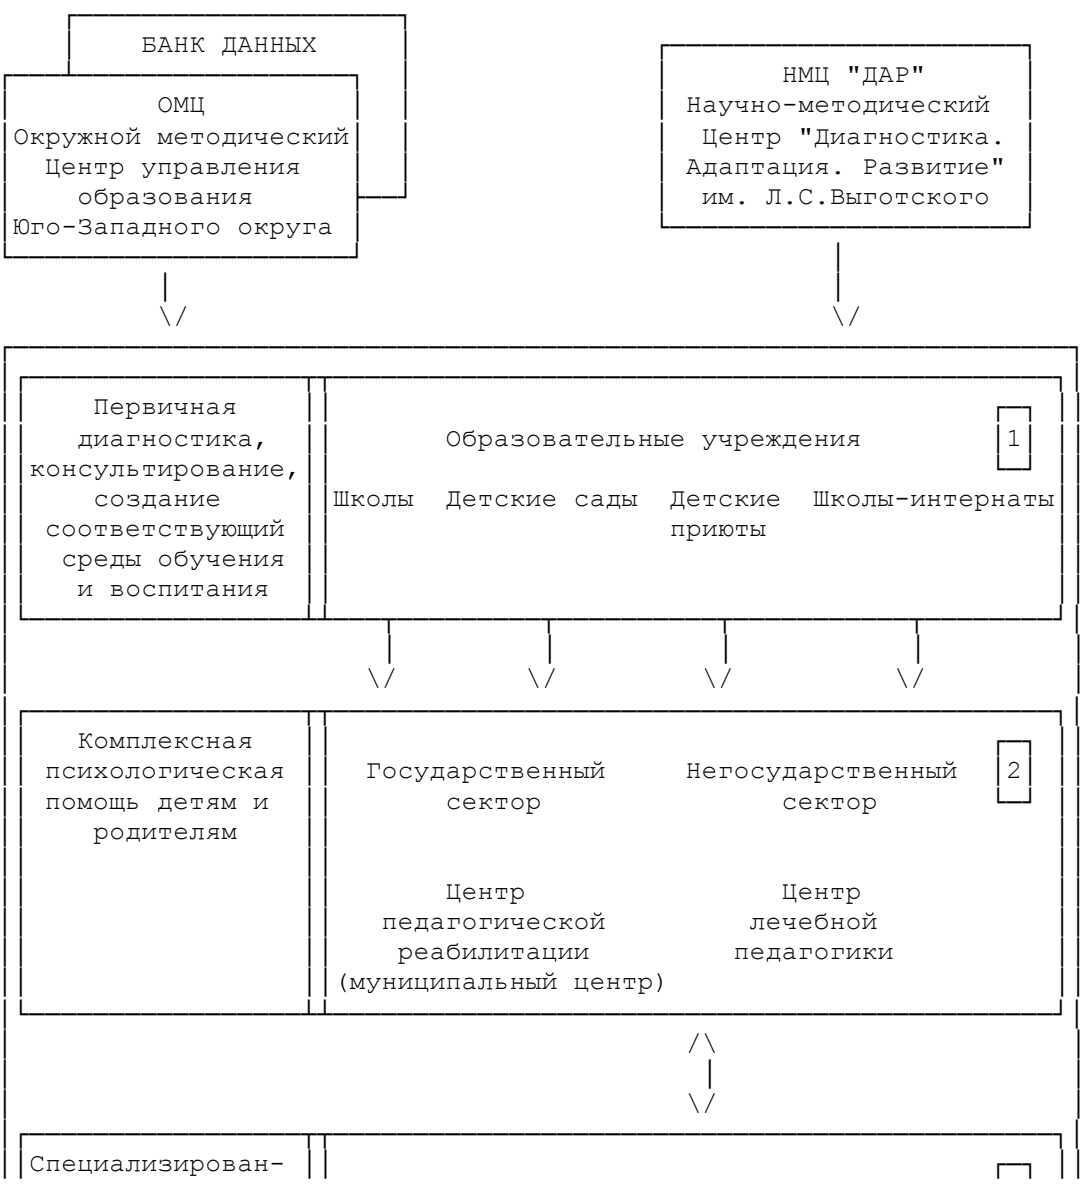 БАНК ДАННЫХ
ОМЦ
Окружной методический
Центр управления
образования
Юго-Западного округа
НМЦ "ДАР"
Научно-методический
Центр "Диагностика.
Адаптация. Развитие"
им. Л.С.Выготского
Первичная
диагностика,
консультирование,
создание
соответствующий
среды обучения
и воспитания
Образовательные учреждения
1
Школы Детские сады Детские Школы-интернаты
приюты
Комплексная
психологическая
помощь детям и
родителям
Государственный Негосударственный 2
сектор сектор
Центр Центр
педагогической лечебной
реабилитации педагогики
(муниципальный центр)
Специализирован-